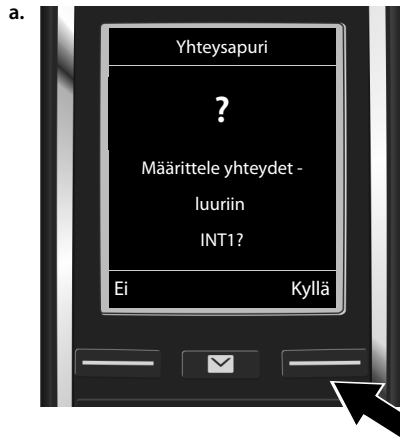 a.
Yhteysapuri
?
Määrittele yhteydet -
luuriin
INT1?
Ei Kyllä